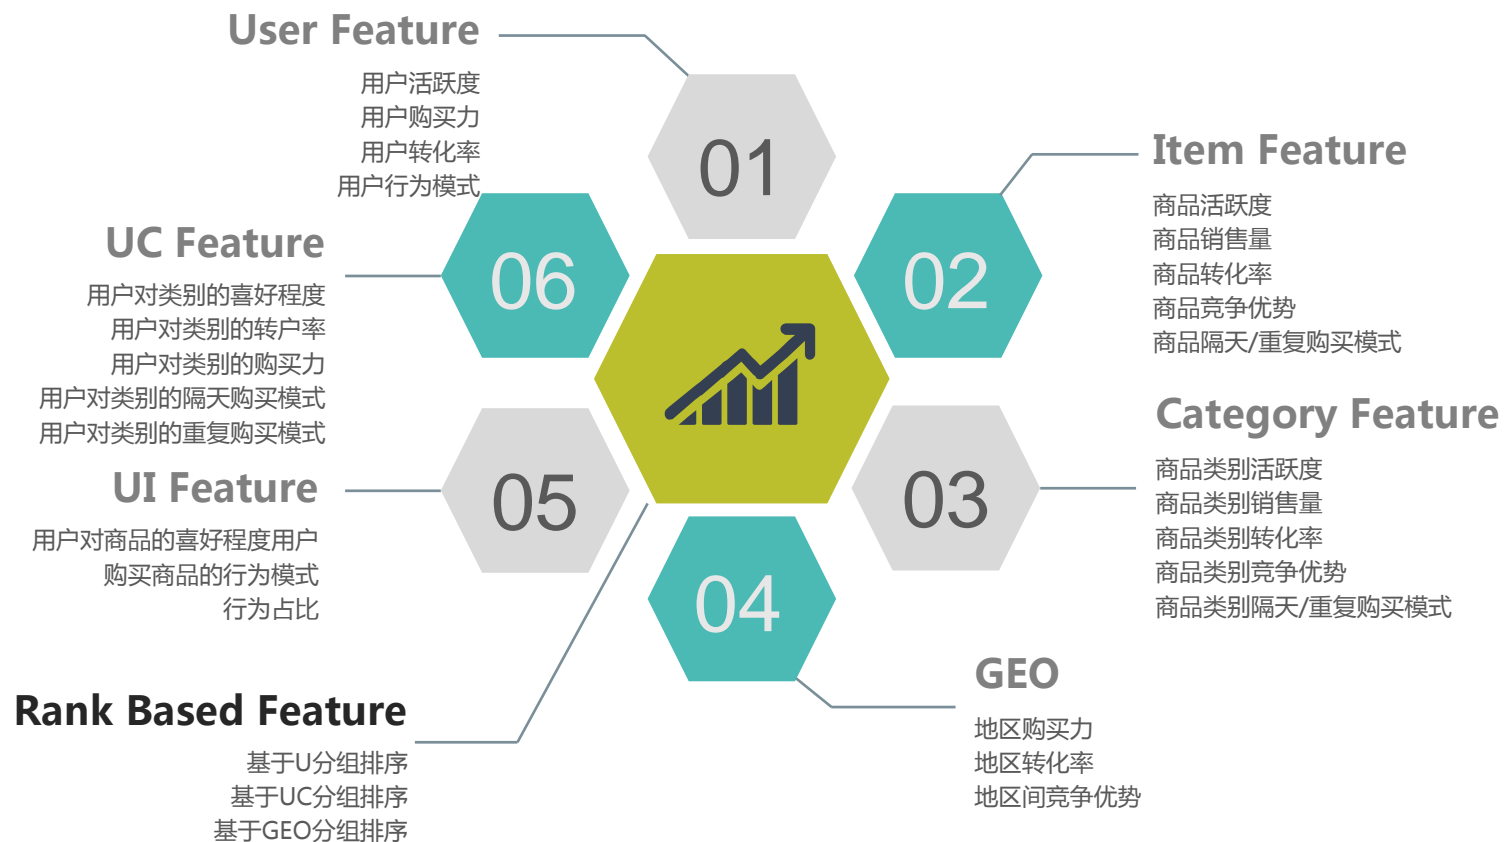 User Feature
用户活跃度
用户购买力
用户转化率
用户行为模式
01
Item Feature
商品活跃度
商品销售量
商品转化率
商品竞争优势
商品隔天/重复购买模式
02
Category Feature
商品类别活跃度
商品类别销售量
商品类别转化率
商品类别竞争优势
商品类别隔天/重复购买模式
03
GEO
地区购买力
地区转化率
地区间竞争优势
04
UI Feature
用户对商品的喜好程度用户
购买商品的行为模式
行为占比
05
UC Feature
用户对类别的喜好程度
用户对类别的转户率
用户对类别的购买力
用户对类别的隔天购买模式
用户对类别的重复购买模式
06
Rank Based Feature
基于U分组排序
基于UC分组排序
基于GEO分组排序